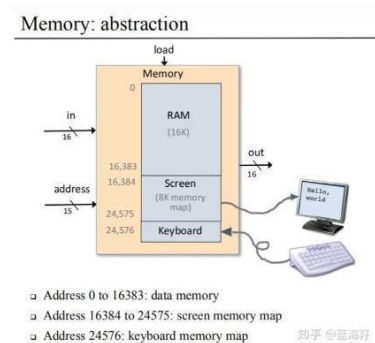 Memory: abstraction
load
Memory
0
RAM
(16K)
in
16
out
16
16,383
16,384
Screen
(8K memory
map)
address
15
24,575
24,576
Keyboard
Hello,
world
Address 0 to 16383: data memory
Address 16384 to 24575: screen memory map
Address 24576: keyboard memory map
知乎 @蓝海籽